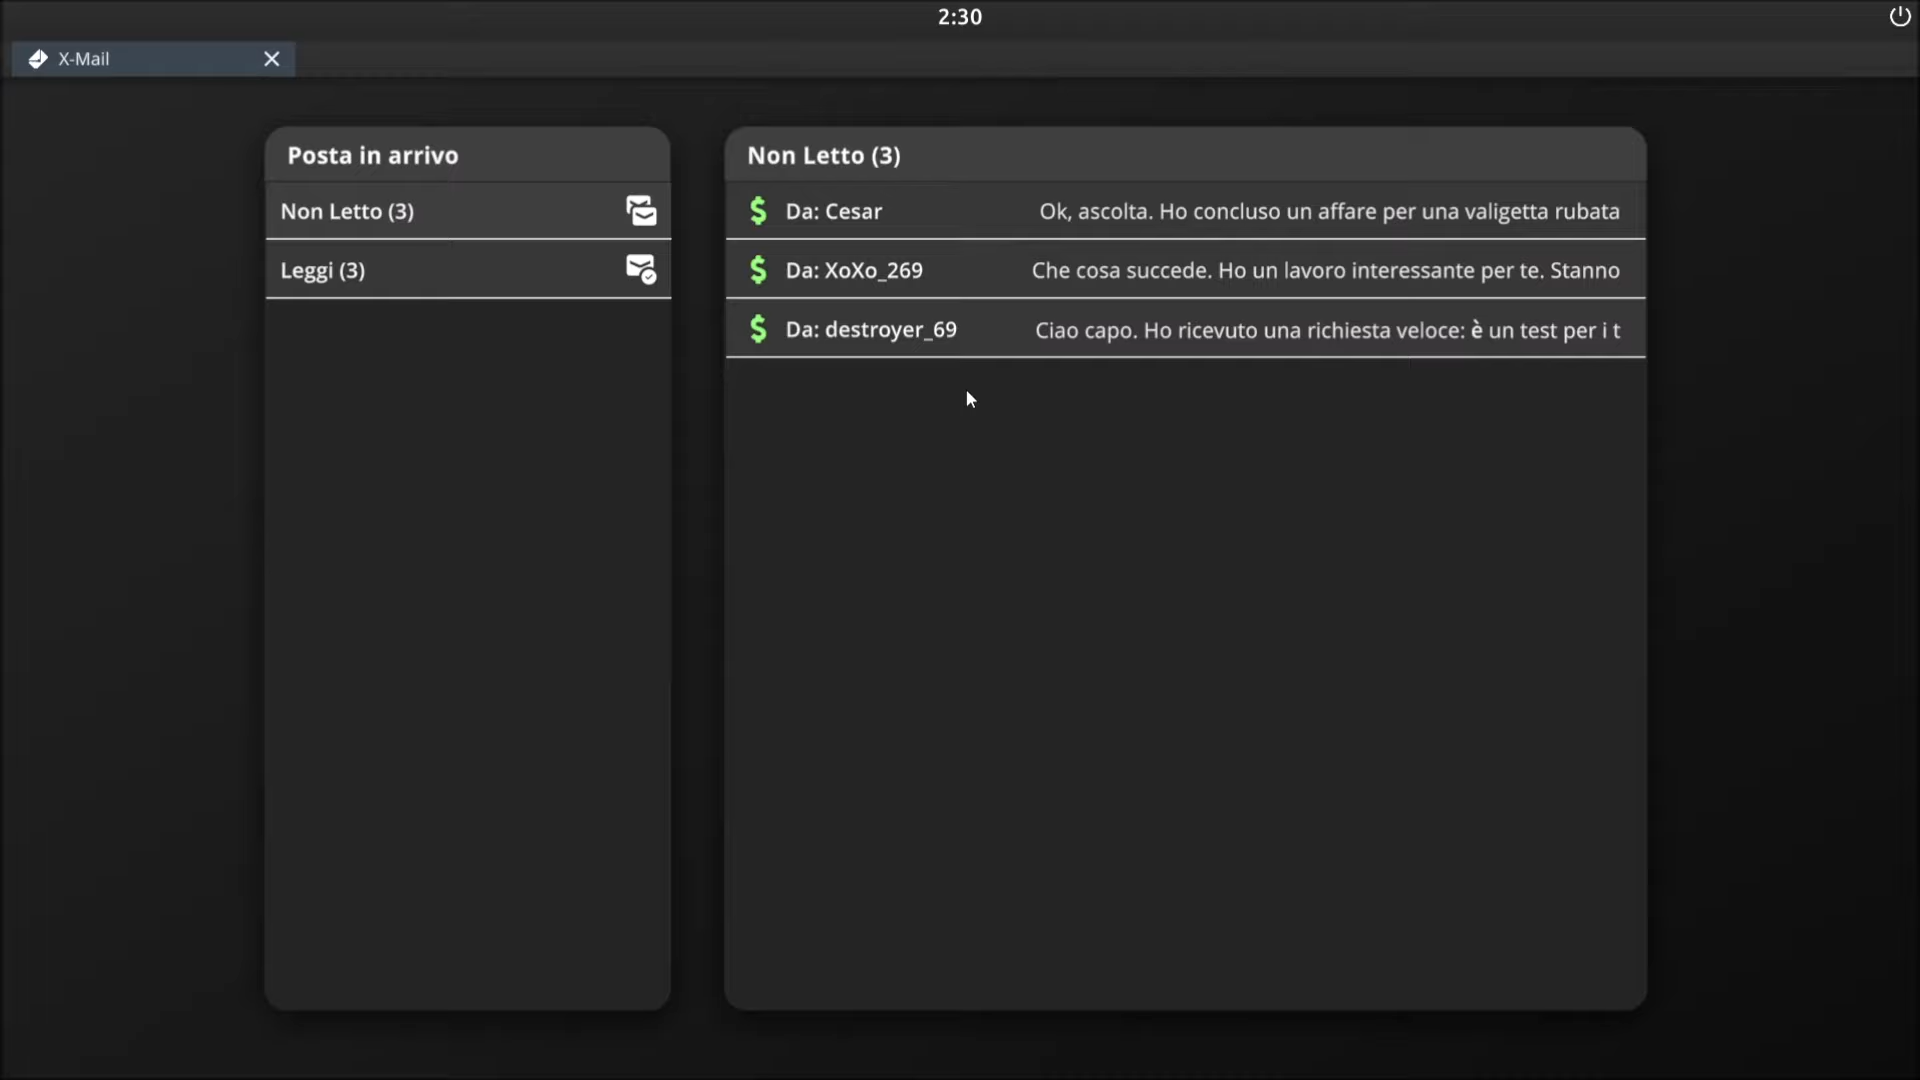 2:30
X-Mail
Posta in arrivo
Non Letto (3)
Leggi (3)
Non Letto (3)
Da: Cesar Ok, ascolta. Ho concluso un affare per una valigetta rubata
Da: XoXo_269 Che cosa succede. Ho un lavoro interessante per te. Stanno
Da: destroyer_69 Ciao capo. Ho ricevuto una richiesta veloce: è un test per i t